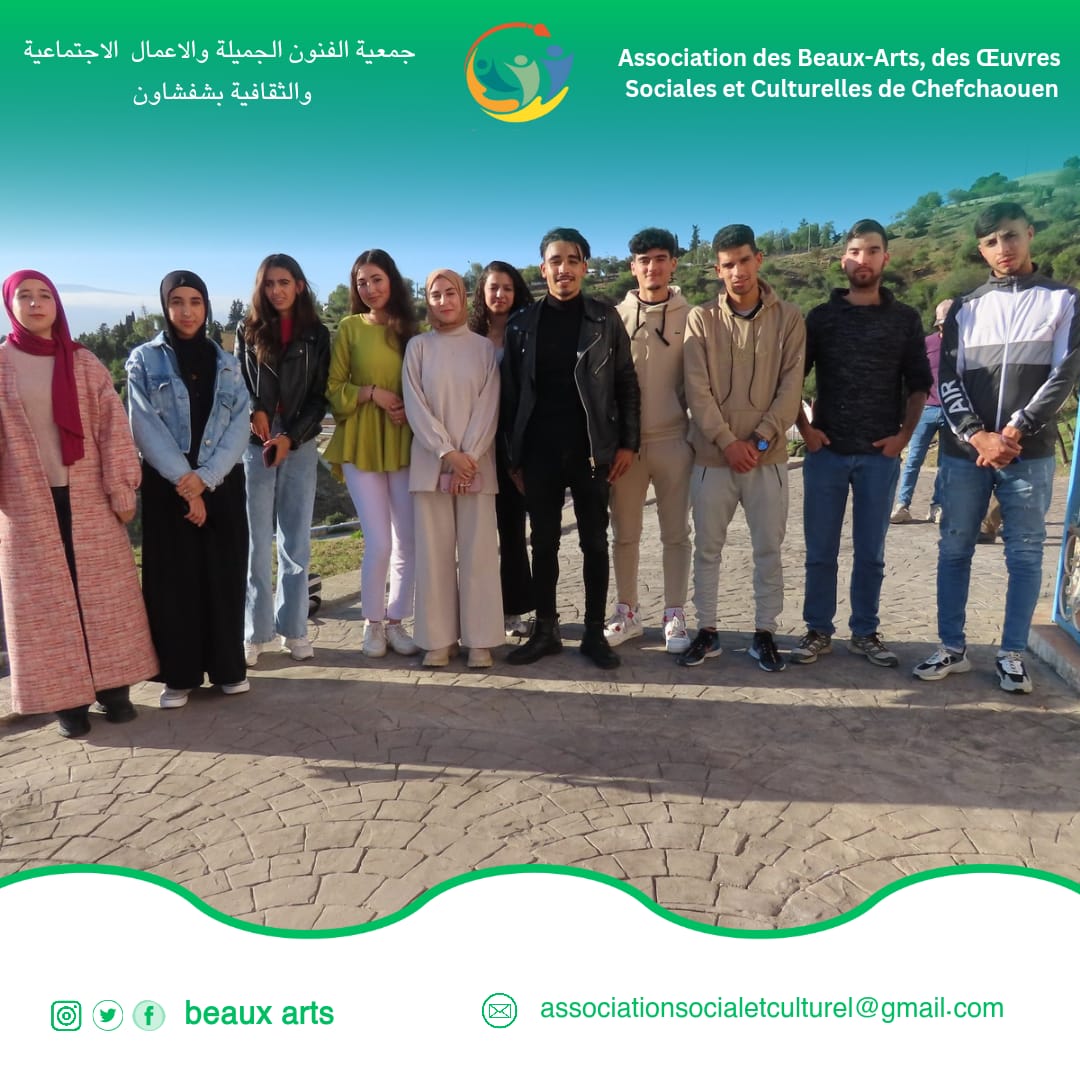 جمعية الفنون الجميلة والاعمال الاجتماعية
والثقافية بشفشاون
Association des Beaux-Arts, des Œuvres
Sociales et Culturelles de Chefchaouen
AIR
beaux arts
associationsocialetculturel@gmail.com